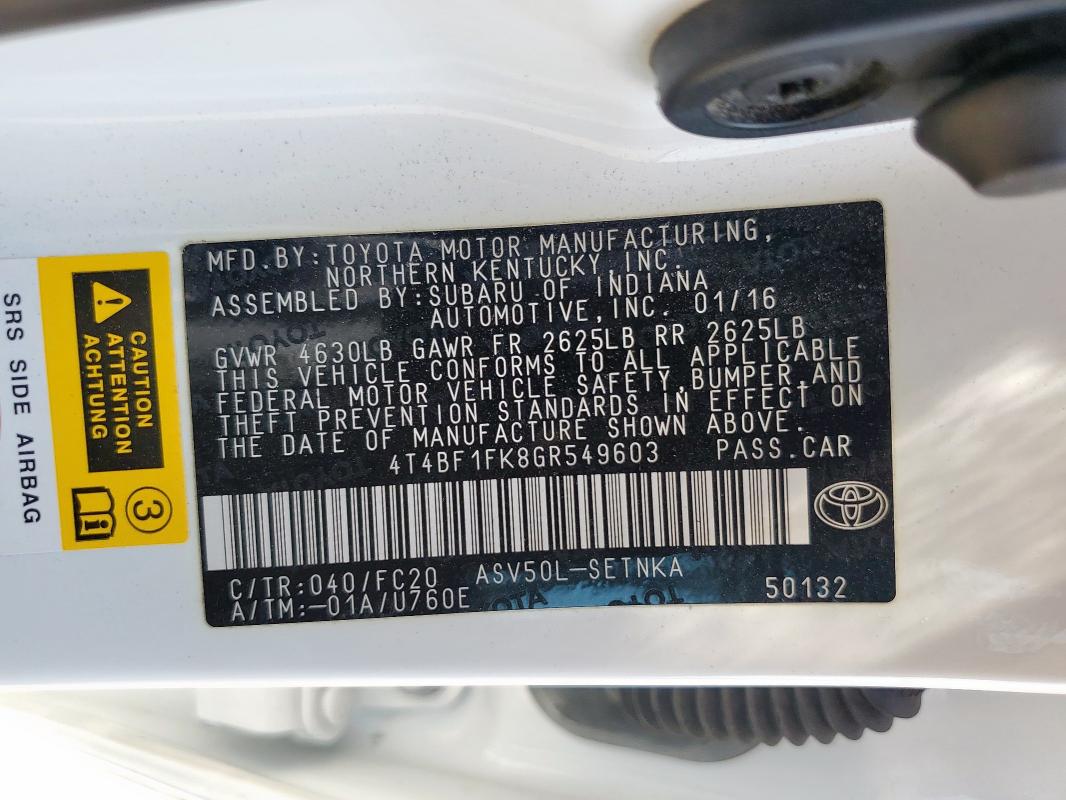 MFD.BY:TOYOTA MOTOR MANUFACTURING,
NORTHERN KENTUCKY,INC.
ASSEMBLED BY:SUBARU OF INDIANA
AUTOMOTIVE,INC. 01/16
GVWR 4630LB GAWR FR 2625LB RR 2625LB
THIS VEHICLE CONFORMS TO ALL APPLICABLE
FEDERAL MOTOR VEHICLE SAFETY,BUMPER,AND
THEFT PREVENTION STANDARDS IN EFFECT ON
THE DATE OF MANUFACTURE SHOWN ABOVE.
4T4BF1FK8GR549603 PASS.CAR
C/TR:040/FC20 ASV50L-SETNKA
A/TM:-01A/U760E 50132
CAUTION
ATTENTION
ACHTUNG
3
SRS SIDE AIRBAG